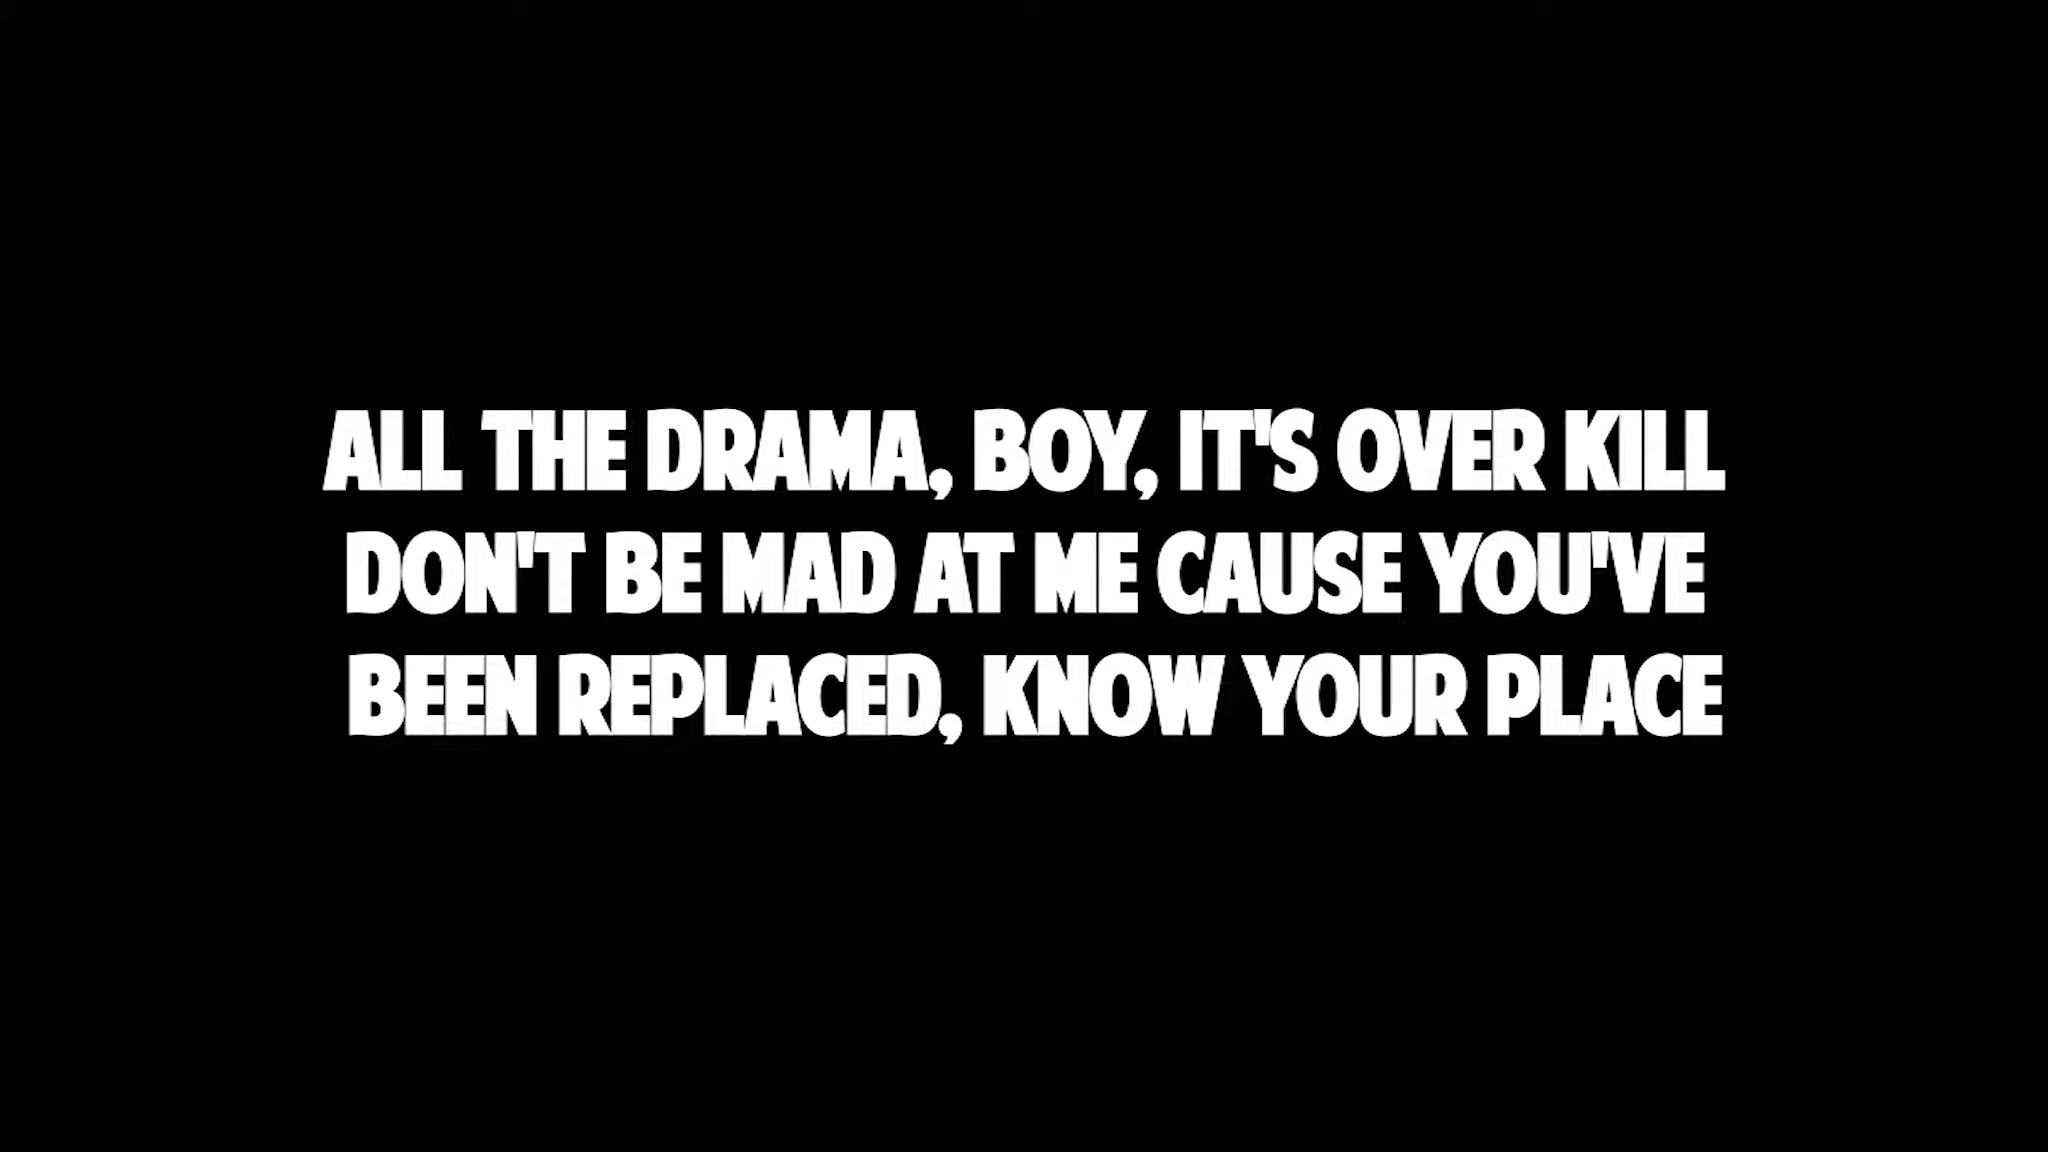 ALL THE DRAMA, BOY, IT'S OVER KILL
DON'T BE MAD AT ME CAUSE YOU'VE
BEEN REPLACED, KNOW YOUR PLACE